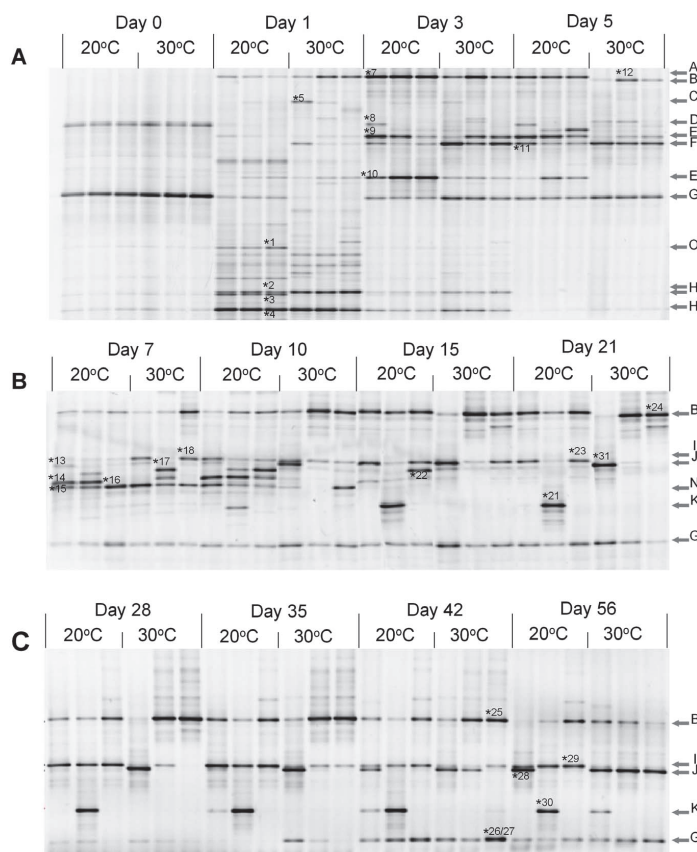 Day 0 Day 1 Day 3 Day 5
A 20°C 30°C 20°C 30°C 20°C 30°C 20°C 30°C
*7 *12 A
B
*5 C
*8 D
*9 E
*11 F
*10 E
G
*1 O
*2 H
*3
*4 H
Day 7 Day 10 Day 15 Day 21
B 20°C 30°C 20°C 30°C 20°C 30°C 20°C 30°C
*24 B
*18 *23 I
*13 *17 *31 J
*14 *16 *22
*15 N
*21 K
G
Day 28 Day 35 Day 42 Day 56
C 20°C 30°C 20°C 30°C 20°C 30°C 20°C 30°C
*25 B
*29 I
*28 J
*30 K
*26/27 G